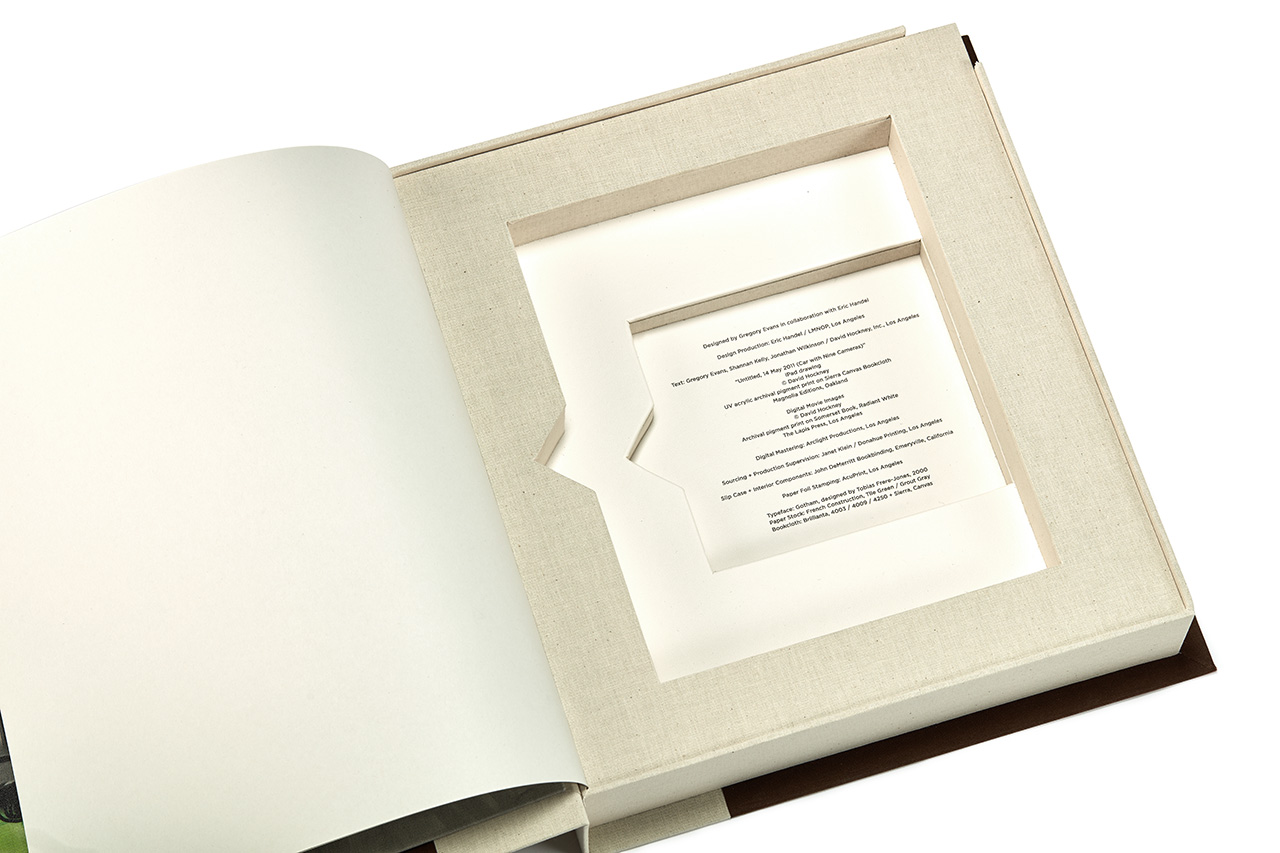 Designed by Gregory Evans in collaboration with Eric Handel
Design Production: Eric Handel / LMNOP, Los Angeles
Text: Gregory Evans, Shannan Kelly, Jonathan Wilkinson / David Hockney, Inc., Los Angeles
"Untitled, 14 May 2011 (Car with Nine Cameras)"
iPad drawing
© David Hockney
UV acrylic archival pigment print on Sierra Canvas Bookcloth
Magnolia Editions, Oakland
Digital Movie Images
© David Hockney
Archival pigment print on Somerset Book, Radiant White
The Lapis Press, Los Angeles
Digital Mastering: Arclight Productions, Los Angeles
Sourcing + Production Supervision: Janet Klein / Donahue Printing, Los Angeles
Slip Case + Interior Components: John DeMerritt Bookbinding, Emeryville, California
Paper Foil Stamping: AcuPrint, Los Angeles
Typeface: Gotham, designed by Tobias Frere-Jones, 2000
Paper Stock: French Construction, Tile Green / Grout Gray
Bookcloth: Brillianta, 4003 / 4009 / 4250 + Sierra, Canvas